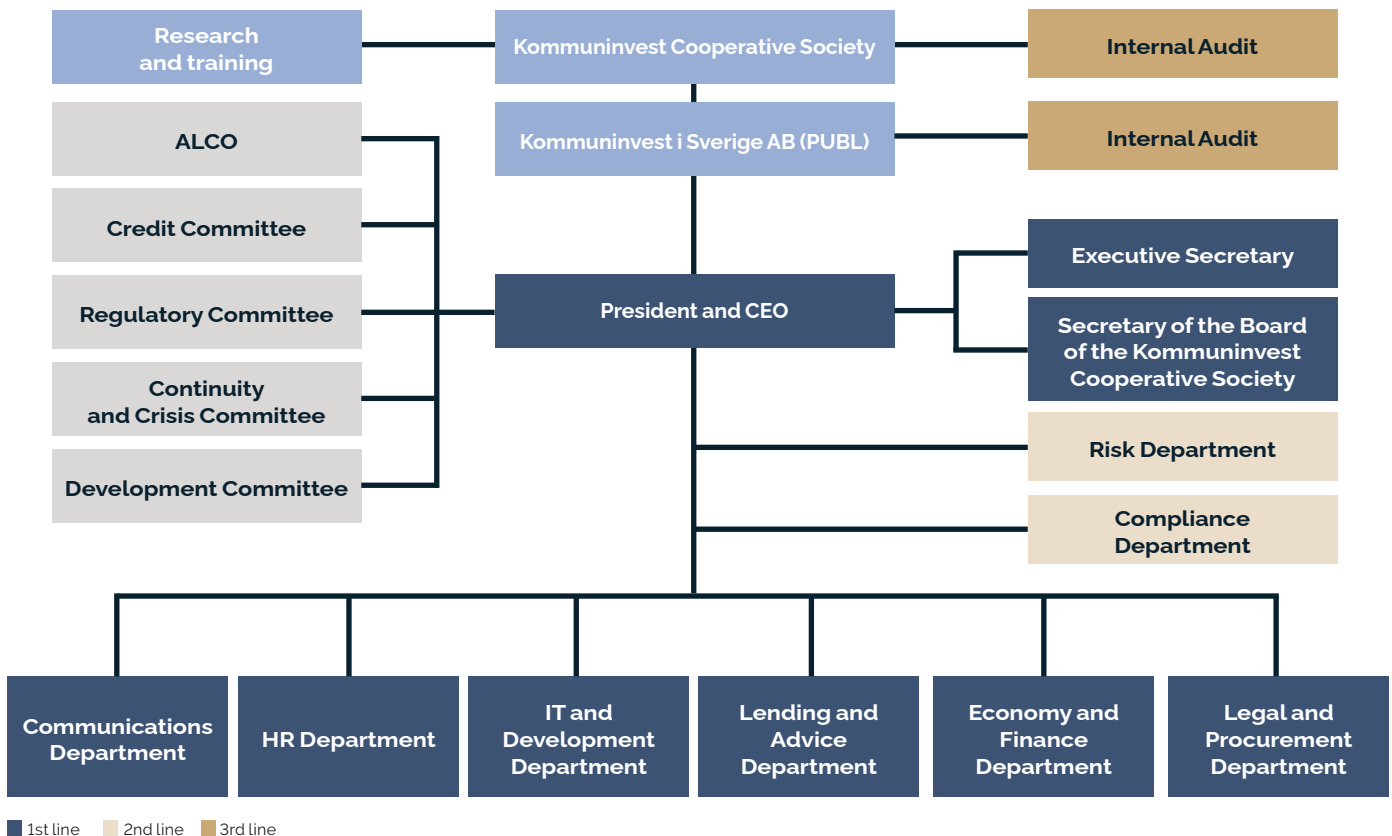 Research
and training
Kommuninvest Cooperative Society
Internal Audit
ALCO
Kommuninvest i Sverige AB (PUBL)
Internal Audit
Credit Committee
Regulatory Committee
Continuity
and Crisis Committee
Development Committee
President and CEO
Executive Secretary
Secretary of the Board
of the Kommuninvest
Cooperative Society
Risk Department
Compliance
Department
Communications
Department
HR Department
IT and
Development
Department
Lending and
Advice
Department
Economy and
Finance
Department
Legal and
Procurement
Department
1st line
2nd line
3rd line